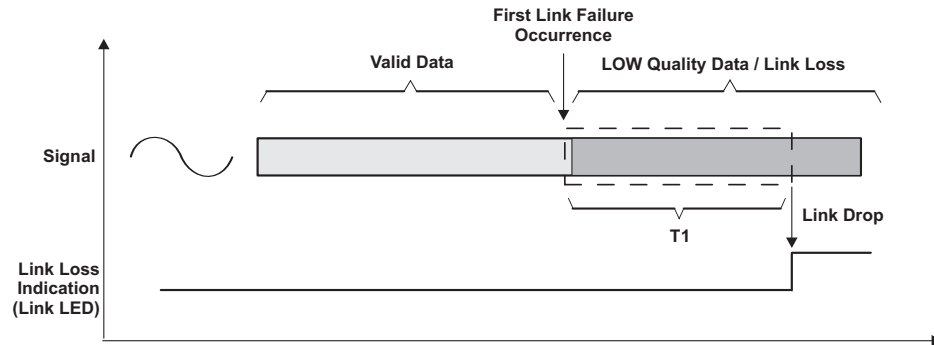 First Link Failure
Occurrence
Valid Data
LOW Quality Data / Link Loss
Signal
T1
Link Drop
Link Loss
Indication
(Link LED)